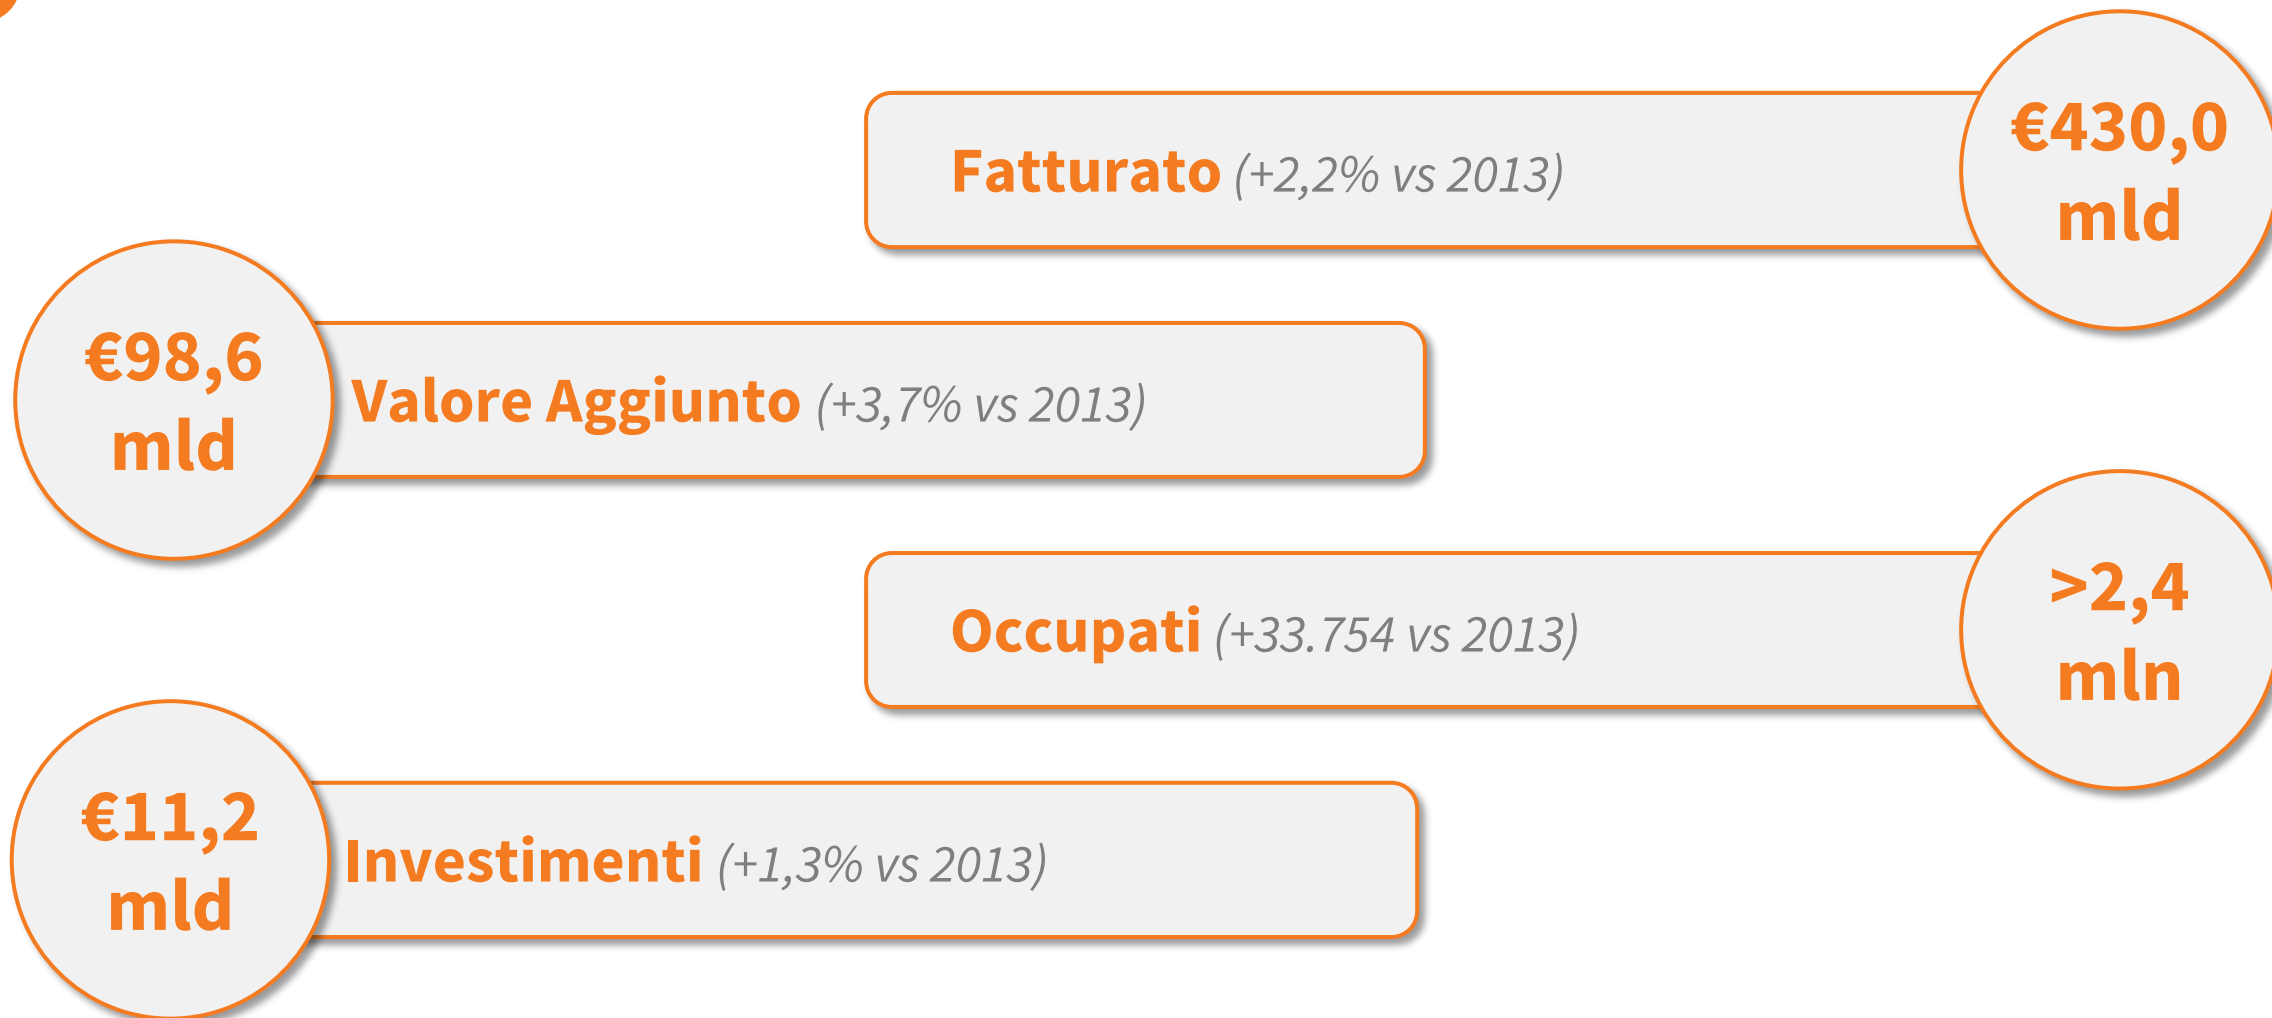 Fatturato (+2,2% vs 2013)
€430,0
mld
€98,6
mld
Valore Aggiunto (+3,7% vs 2013)
Occupati (+33.754 vs 2013)
>2,4
mln
€11,2
mld
Investimenti (+1,3% vs 2013)